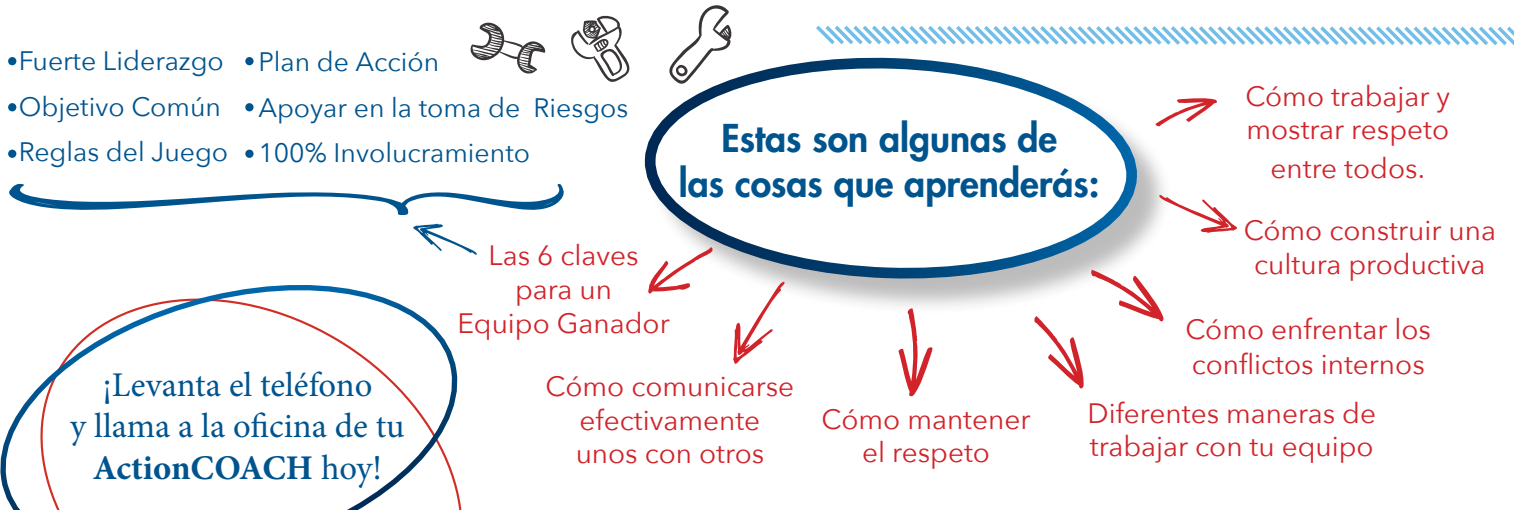 •Fuerte Liderazgo •Plan de Acción
•Objetivo Común •Apoyar en la toma de Riesgos
•Reglas del Juego •100% Involucramiento
Estas son algunas de
las cosas que aprenderás:
Cómo trabajar y
mostrar respeto
entre todos.
Cómo construir una
cultura productiva
Cómo enfrentar los
conflictos internos
Diferentes maneras de
trabajar con tu equipo
Cómo mantener
el respeto
Cómo comunicarse
efectivamente
unos con otros
Las 6 claves
para un
Equipo Ganador
¡Levanta el teléfono
y llama a la oficina de tu
ActionCOACH hoy!